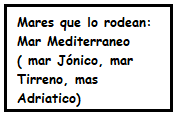 Mares que lo rodean:
Mar Mediterraneo
( mar Jónico, mar
Tirreno, mas
Adriatico)